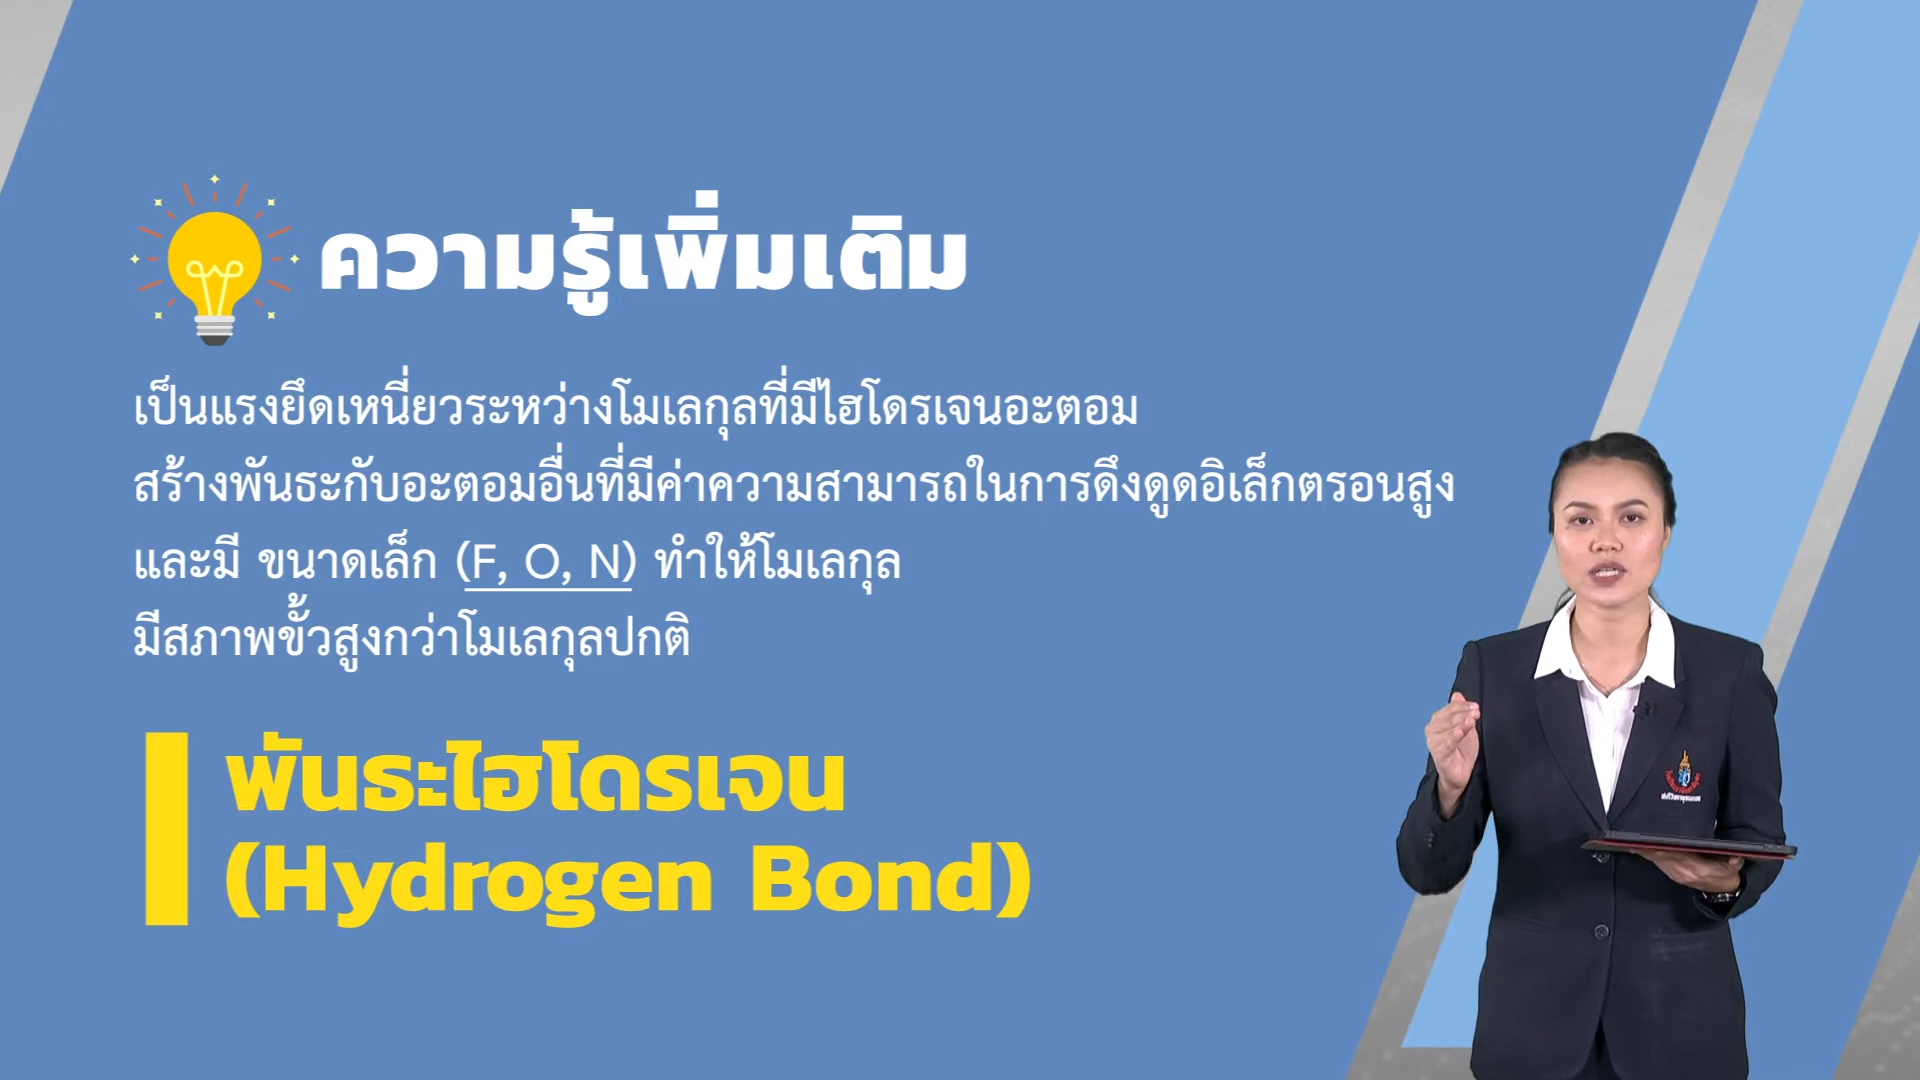 ความรู้เพิ่มเติม
เป็นแรงยึดเหนี่ยวระหว่างโมเลกุลที่มีไฮโดรเจนอะตอม
สร้างพันธะกับอะตอมอื่นที่มีค่าความสามารถในการดึงดูดอิเล็กตรอนสูง
และมี ขนาดเล็ก (F, O, N) ทำให้โมเลกุล
มีสภาพขั้วสูงกว่าโมเลกุลปกติ
พันธะไฮโดรเจน
(Hydrogen Bond)